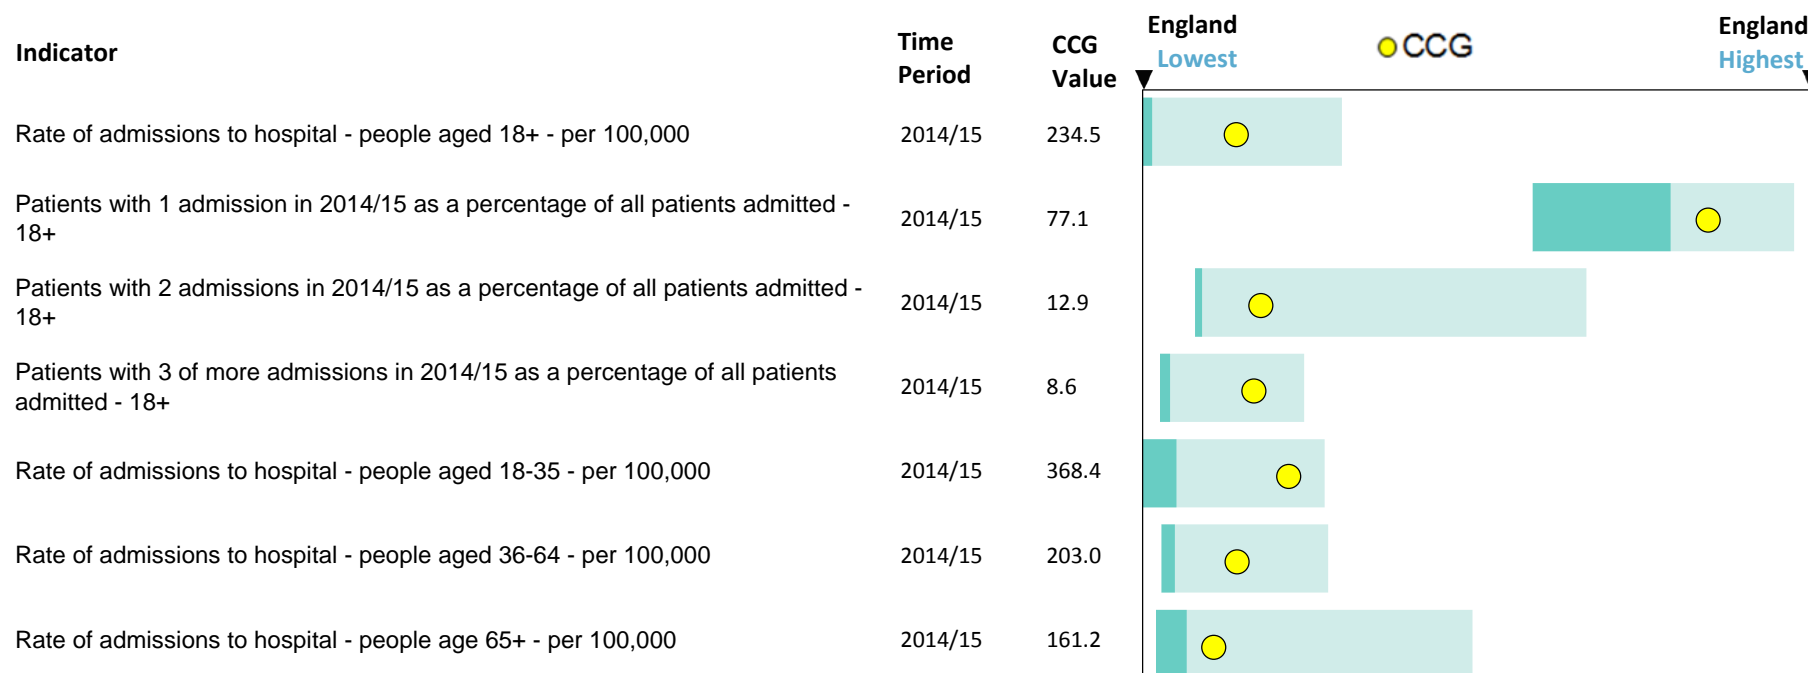 Indicator
Time
Period
CCG
Value
England
Lowest
CCG
England
Highest
Rate of admissions to hospital - people aged 18+ - per 100,000
2014/15
234.5
Patients with 1 admission in 2014/15 as a percentage of all patients admitted -
18+
2014/15
77.1
Patients with 2 admissions in 2014/15 as a percentage of all patients admitted -
18+
2014/15
12.9
Patients with 3 of more admissions in 2014/15 as a percentage of all patients
admitted - 18+
2014/15
8.6
Rate of admissions to hospital - people aged 18-35 - per 100,000
2014/15
368.4
Rate of admissions to hospital - people aged 36-64 - per 100,000
2014/15
203.0
Rate of admissions to hospital - people age 65+ - per 100,000
2014/15
161.2